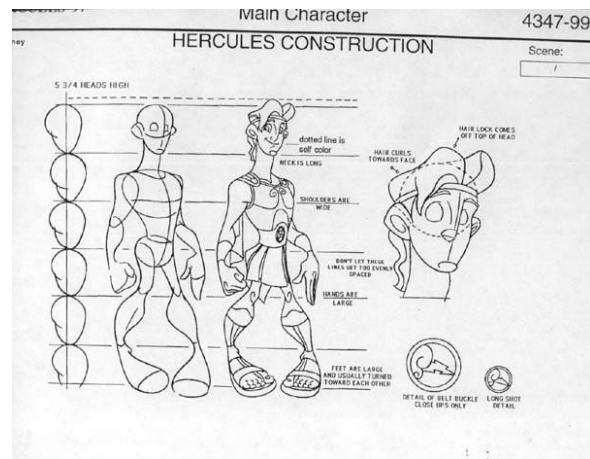 Main Character
4347-99
HERCULES CONSTRUCTION
Scene:
5 3/4 HEADS HIGH
dotted line is
self color
NECK IS LONG
SHOULDERS ARE
WIDE
DON'T LET THESE
LINES GET TOO EVENLY
SPACED
HANDS ARE
LARGE
FEET ARE LARGE
AND USUALLY TURNED
TOWARD EACH OTHER
HAIR LOCK COMES
OFF TOP OF HEAD
HAIR CURLS
TOWARDS FACE
DETAIL OF BELT BUCKLE
CLOSE UPS ONLY
LONG SHOT
DETAIL